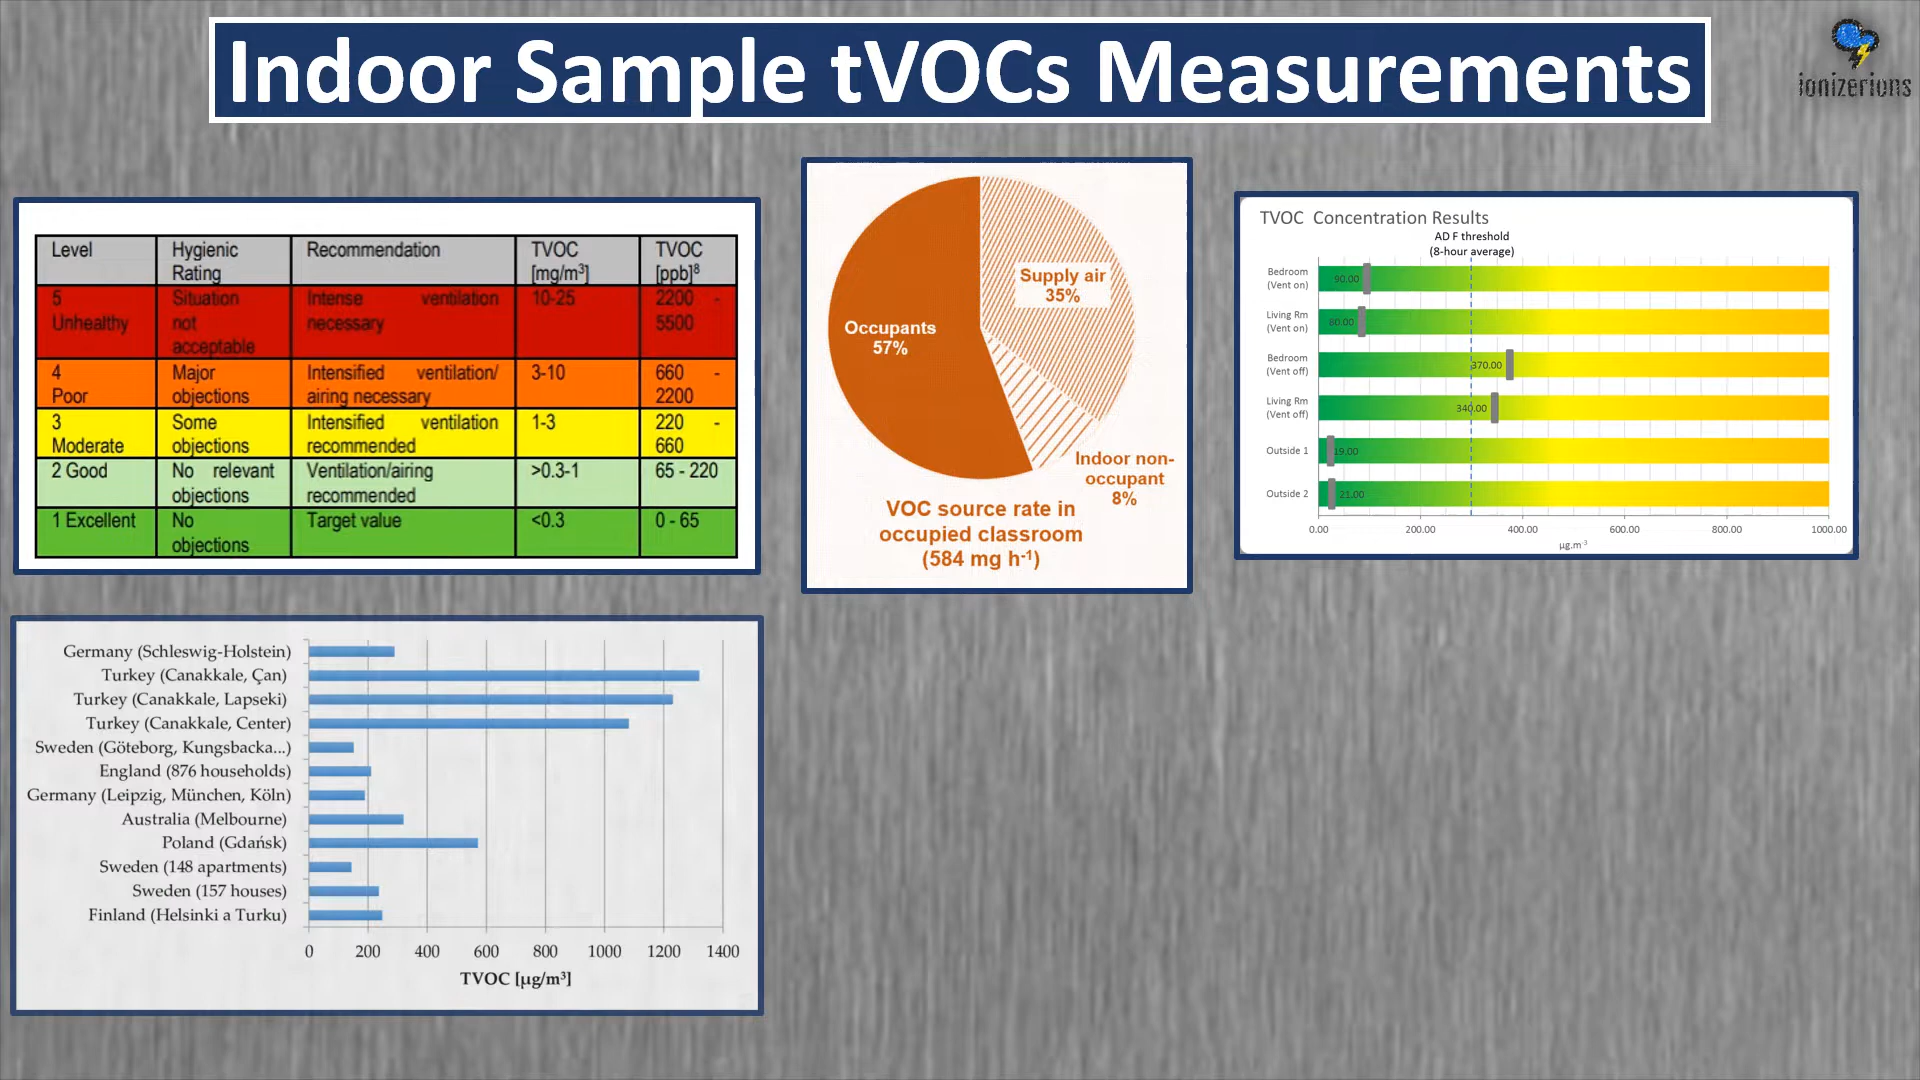 Indoor Sample tVOCs Measurements
ionizerions
Level Hygienic Rating Recommendation TVOC [mg/m³] TVOC [ppb]⁸
5 Unhealthy Situation not acceptable Intense ventilation necessary 10-25 2200 - 5500
4 Poor Major objections Intensified ventilation/ airing necessary 3-10 660 - 2200
3 Moderate Some objections Intensified ventilation recommended 1-3 220 - 660
2 Good No relevant objections Ventilation/airing recommended >0.3-1 65 - 220
1 Excellent No objections Target value <0.3 0 - 65
Supply air
35%
Occupants
57%
Indoor non-
occupant
8%
VOC source rate in
occupied classroom
(584 mg h⁻¹)
TVOC Concentration Results
AD F threshold
(8-hour average)
Bedroom
(Vent on)
90.00
Living Rm
(Vent on)
80.00
Bedroom
(Vent off)
370.00
Living Rm
(Vent off)
340.00
Outside 1
19.00
Outside 2
21.00
0.00 200.00 400.00 600.00 800.00 1000.00
µg.m⁻³
Germany (Schleswig-Holstein)
Turkey (Canakkale, Çan)
Turkey (Canakkale, Lapseki)
Turkey (Canakkale, Center)
Sweden (Göteborg, Kungsbacka...)
England (876 households)
Germany (Leipzig, München, Köln)
Australia (Melbourne)
Poland (Gdańsk)
Sweden (148 apartments)
Sweden (157 houses)
Finland (Helsinki a Turku)
0 200 400 600 800 1000 1200 1400
TVOC [µg/m³]